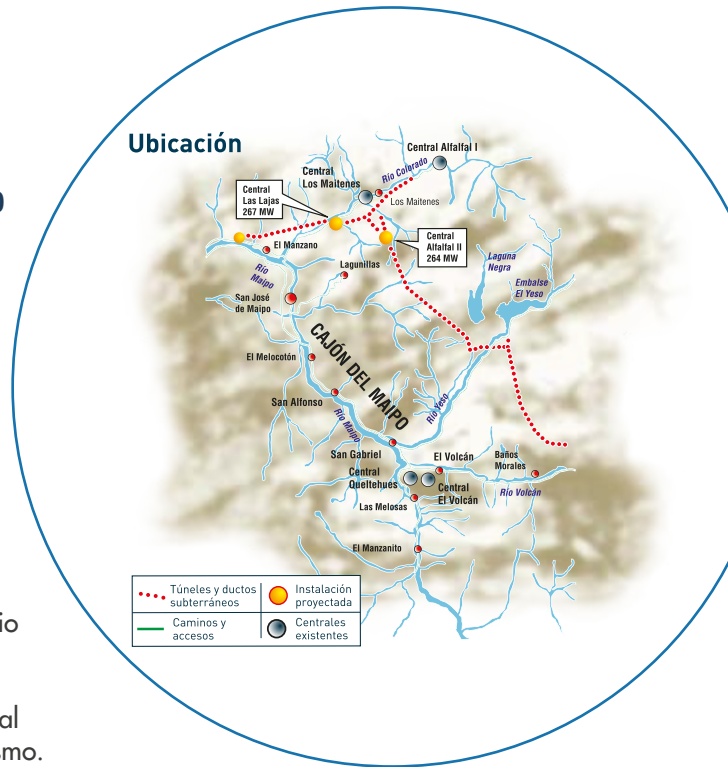 Ubicación
Central Alfalfal I
Central
Los Maitenes
Río Colorado
Los Maitenes
Central
Las Lajas
267 MW
Central
Alfalfal II
264 MW
El Manzano
Lagunillas
Laguna
Negra
Embalse
El Yeso
Río
Maipo
San José
de Maipo
CAJÓN DEL MAIPO
El Melocotón
San Alfonso
Río Maipo
Río Yeso
San Gabriel
El Volcán
Baños
Morales
Central
Queltehués
Central
El Volcán
Río Volcán
Las Melosas
El Manzanito
Túneles y ductos
subterráneos
Instalación
proyectada
Caminos y
accesos
Centrales
existentes
io
al
smo.